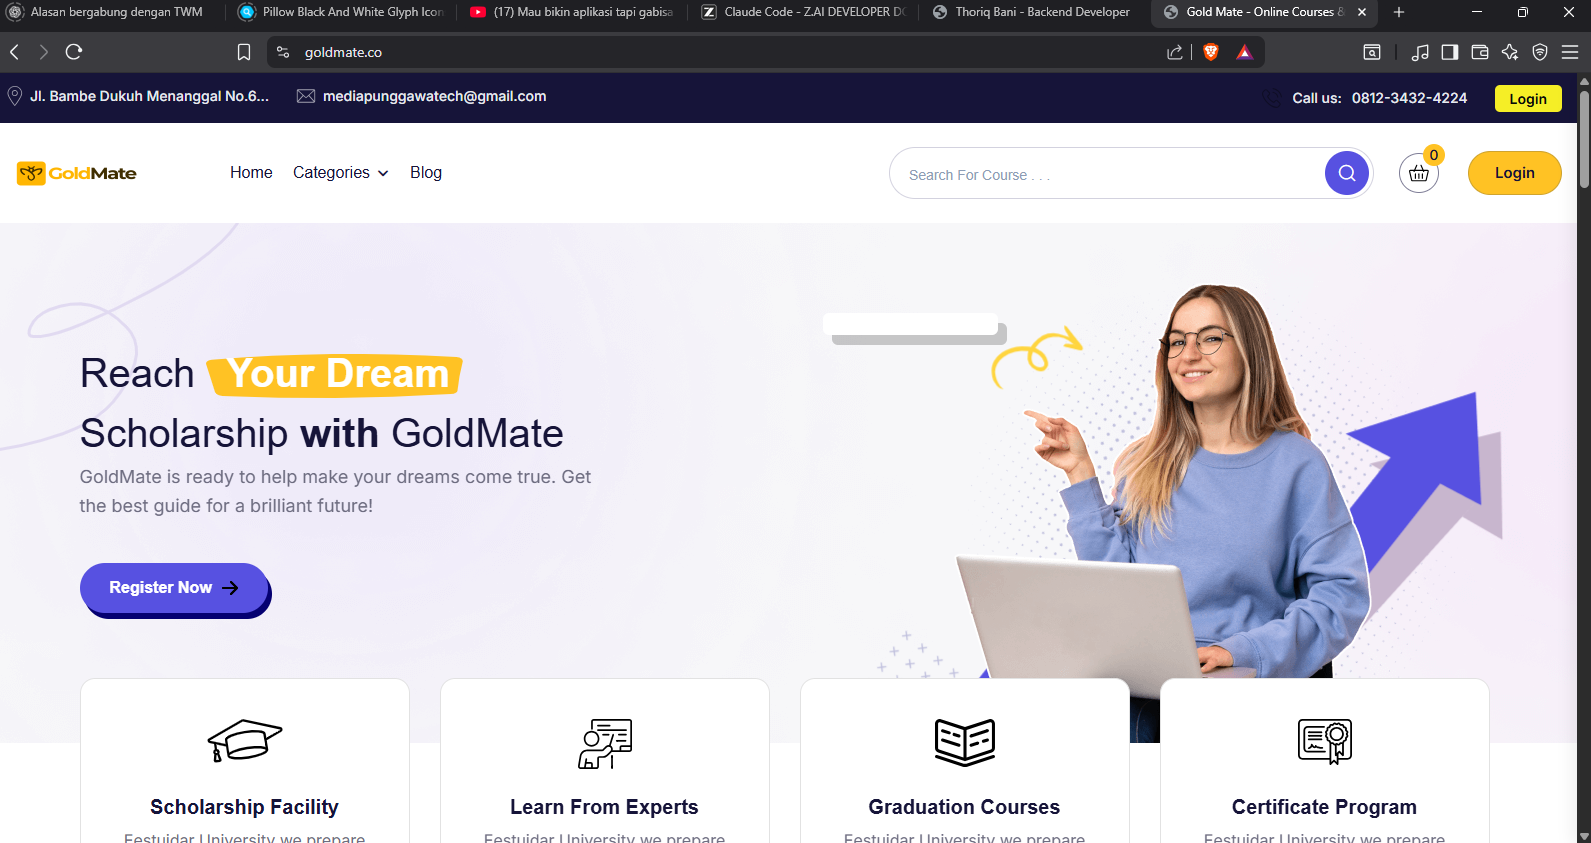 Alasan bergabung dengan TWM
Pillow Black And White Glyph Icon
(17) Mau bikin aplikasi tapi gabisa
Claude Code - Z.AI DEVELOPER DO
Thoriq Bani - Backend Developer
Gold Mate - Online Courses &
goldmate.co
Jl. Bambe Dukuh Menanggal No.6...
mediapunggawatech@gmail.com
Call us: 0812-3432-4224
Login
GoldMate
Home
Categories
Blog
Search For Course . . .
0
Login
Reach Your Dream
Scholarship with GoldMate
GoldMate is ready to help make your dreams come true. Get
the best guide for a brilliant future!
Register Now
Scholarship Facility
Learn From Experts
Graduation Courses
Certificate Program
Festuidar University we prepare
Festuidar University we prepare
Festuidar University we prepare
Festuidar University we prepare